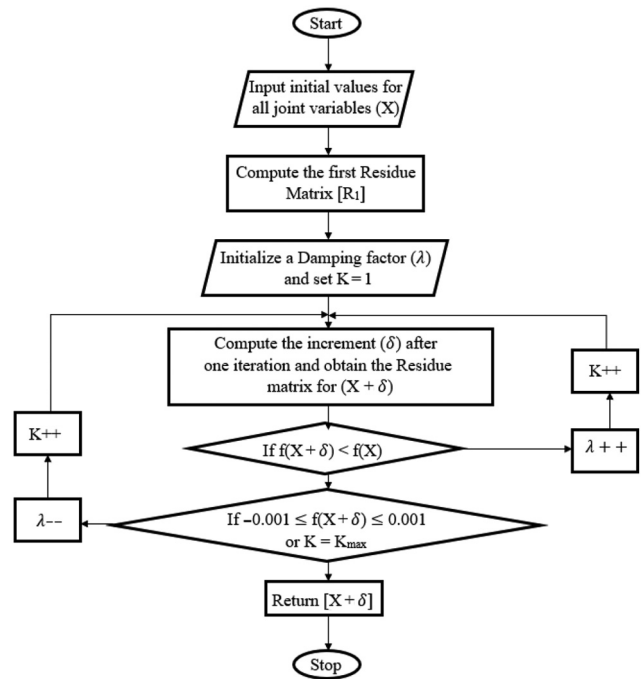 Start
Input initial values for
all joint variables (X)
Compute the first Residue
Matrix [R₁]
Initialize a Damping factor (λ)
and set K = 1
Compute the increment (δ) after
one iteration and obtain the Residue
matrix for (X + δ)
K++
K++
If f(X + δ) < f(X)
λ + +
λ--
If –0.001 ≤ f(X + δ) ≤ 0.001
or K = Kₘₐₓ
Return [X + δ]
Stop